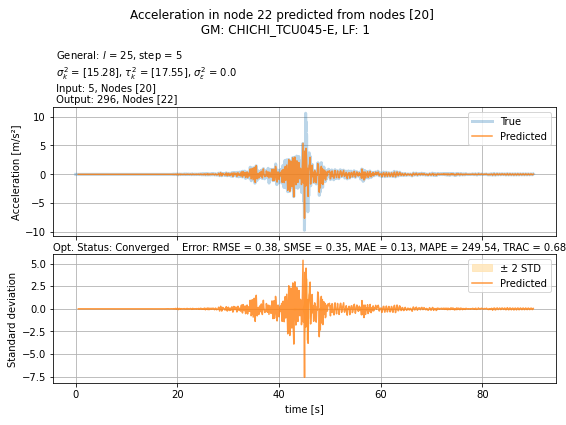 Acceleration in node 22 predicted from nodes [20]
GM: CHICHI_TCU045-E, LF: 1
General: l = 25, step = 5
σ²ₖ = [15.28], τ²ₖ = [17.55], σ²ε = 0.0
Input: 5, Nodes [20]
Output: 296, Nodes [22]
Acceleration [m/s²]
10
5
0
−5
−10
True
Predicted
Opt. Status: Converged Error: RMSE = 0.38, SMSE = 0.35, MAE = 0.13, MAPE = 249.54, TRAC = 0.68
Standard deviation
5.0
2.5
0.0
−2.5
−5.0
−7.5
± 2 STD
Predicted
0 20 40 60 80
time [s]